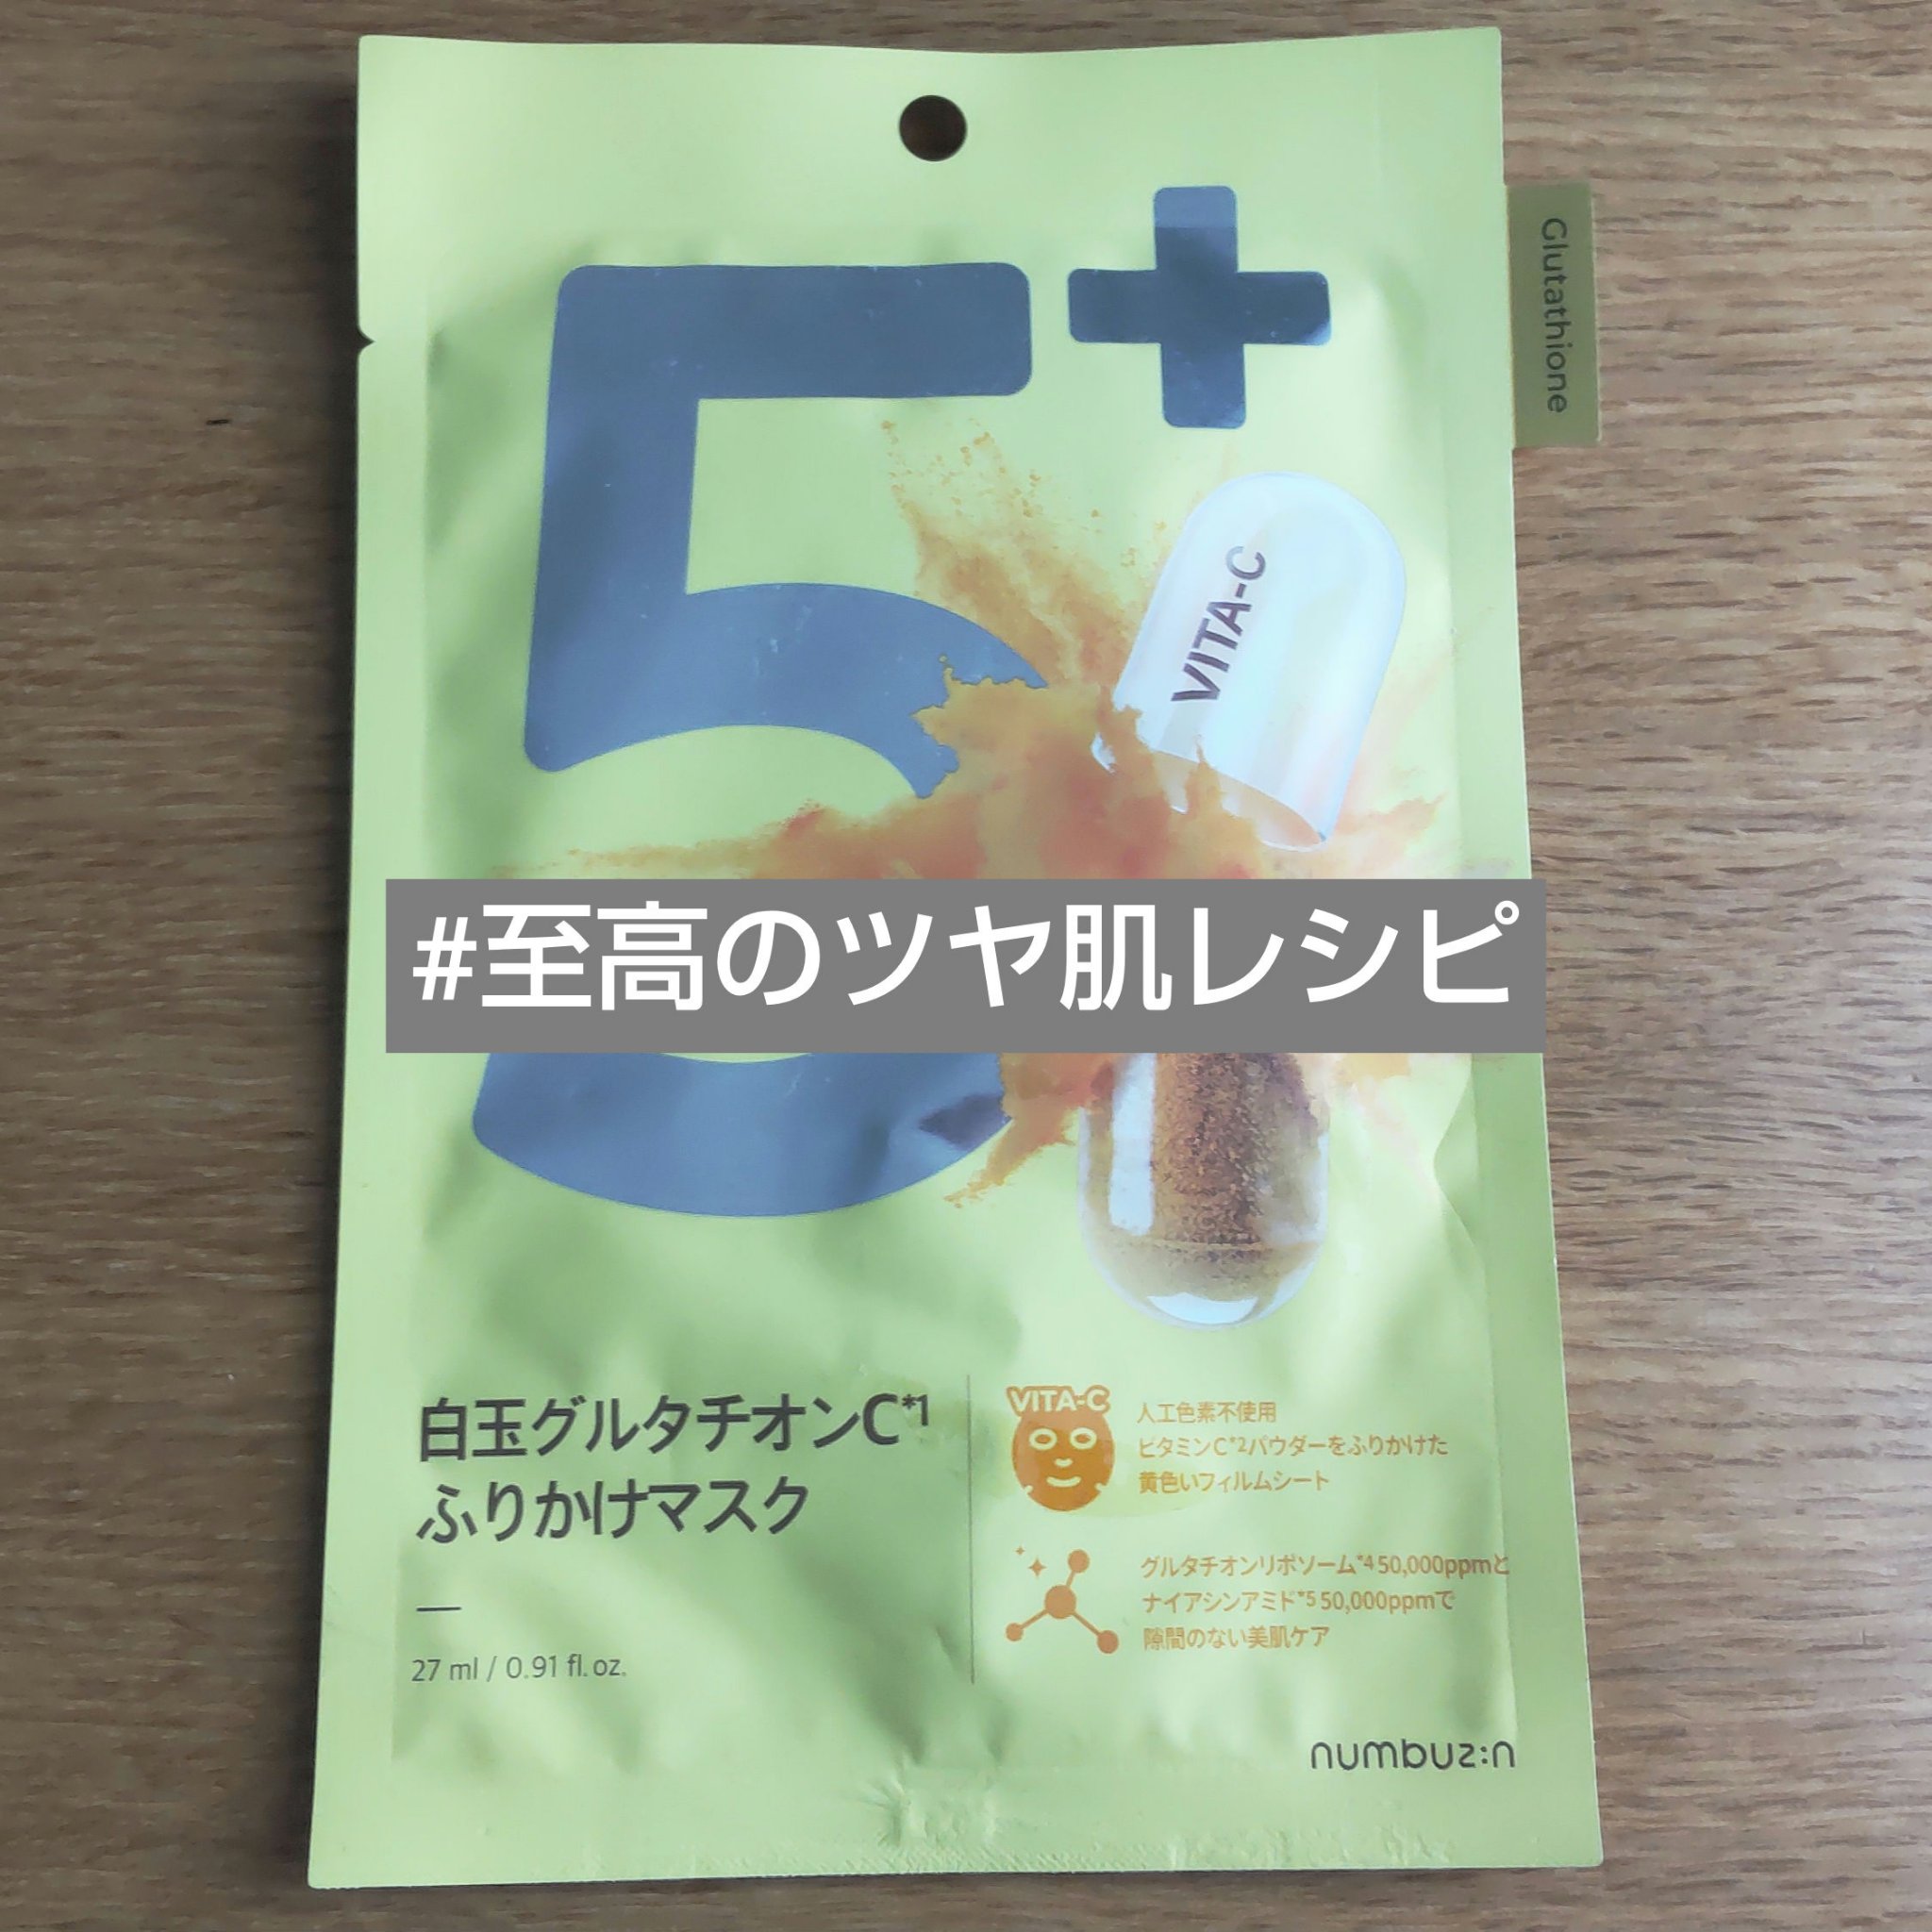 5+
Glutathione
VITA-C
#至高のツヤ肌レシピ
白玉グルタチオンC*1
ふりかけマスク
27 ml / 0.91 fl. oz.
VITA-C
人工色素不使用
ビタミンC*2パウダーをふりかけた
黄色いフィルムシート
グルタチオンリポソーム*4 50,000ppmと
ナイアシンアミド*5 50,000ppmで
隙間のない美肌ケア
numbuz:n